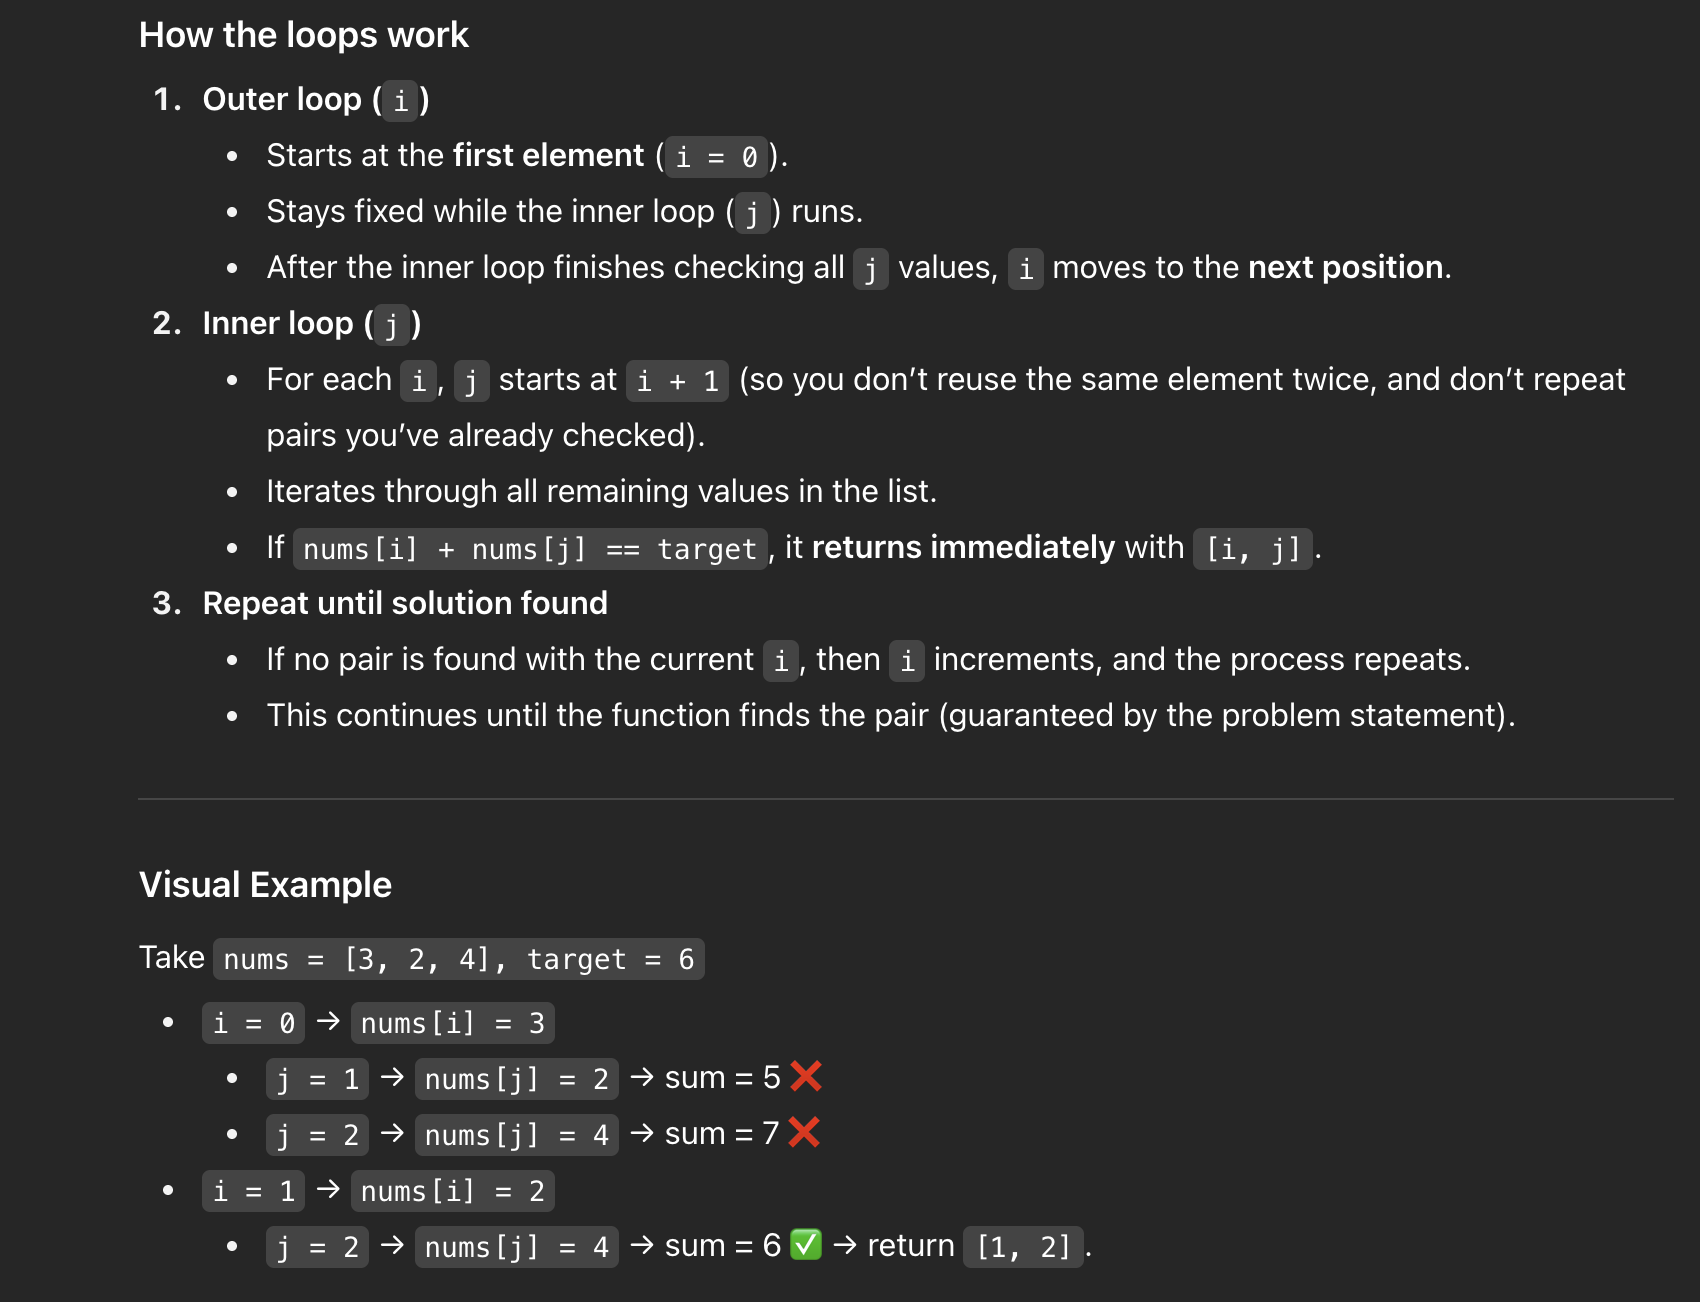 How the loops work
1. Outer loop (i)
• Starts at the first element (i = 0).
• Stays fixed while the inner loop (j) runs.
• After the inner loop finishes checking all j values, i moves to the next position.
2. Inner loop (j)
• For each i, j starts at i + 1 (so you don’t reuse the same element twice, and don’t repeat
pairs you’ve already checked).
• Iterates through all remaining values in the list.
• If nums[i] + nums[j] == target, it returns immediately with [i, j].
3. Repeat until solution found
• If no pair is found with the current i, then i increments, and the process repeats.
• This continues until the function finds the pair (guaranteed by the problem statement).
Visual Example
Take nums = [3, 2, 4], target = 6
• i = 0 → nums[i] = 3
• j = 1 → nums[j] = 2 → sum = 5 ❌
• j = 2 → nums[j] = 4 → sum = 7 ❌
• i = 1 → nums[i] = 2
• j = 2 → nums[j] = 4 → sum = 6 ✅ → return [1, 2].